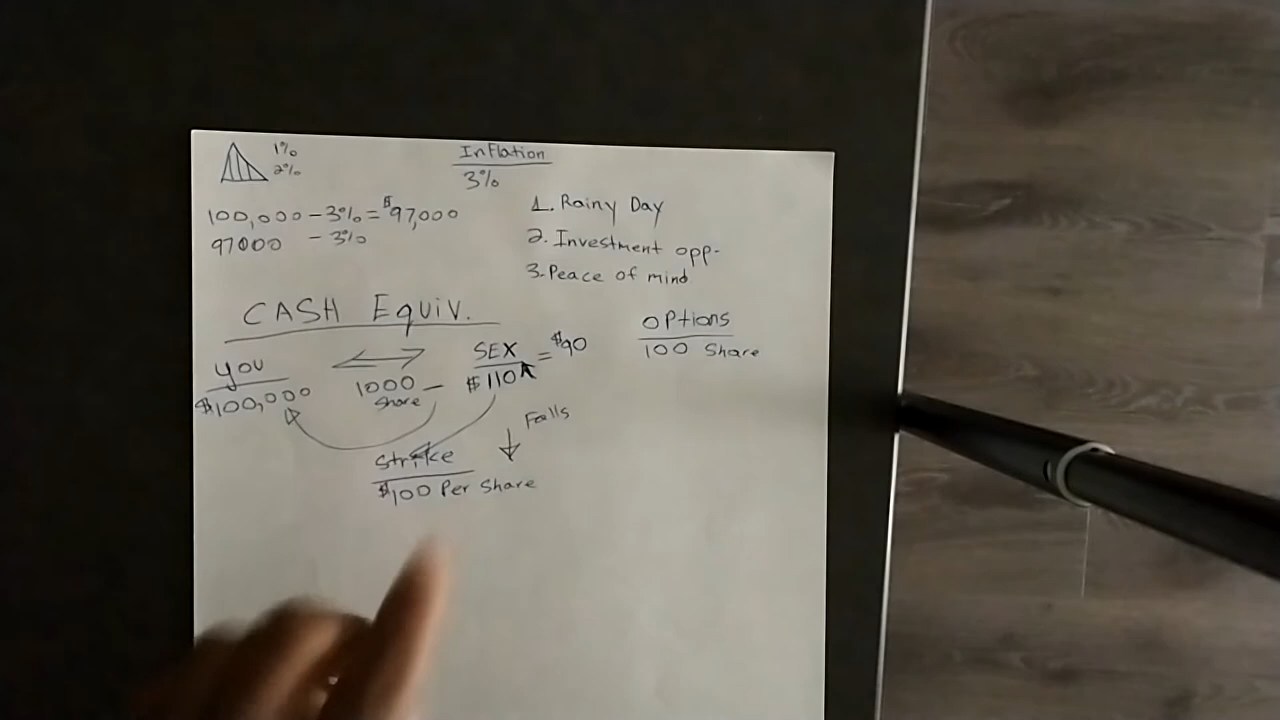 1%
2%
Inflation
3%
100,000 - 3% = $97,000
97000 - 3%
1. Rainy Day
2. Investment opp-
3. Peace of mind
CASH Equiv.
options
100 Share
you
$100,000
1000
Share
SEX
$110
= $90
Falls
Strike
$100 Per Share